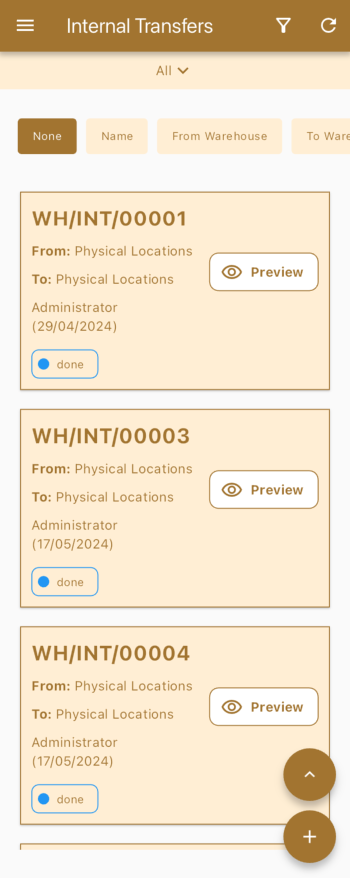 Internal Transfers
All
None
Name
From Warehouse
To Ware
WH/INT/00001
From: Physical Locations
To: Physical Locations
Preview
Administrator
(29/04/2024)
done
WH/INT/00003
From: Physical Locations
To: Physical Locations
Preview
Administrator
(17/05/2024)
done
WH/INT/00004
From: Physical Locations
To: Physical Locations
Preview
Administrator
(17/05/2024)
done